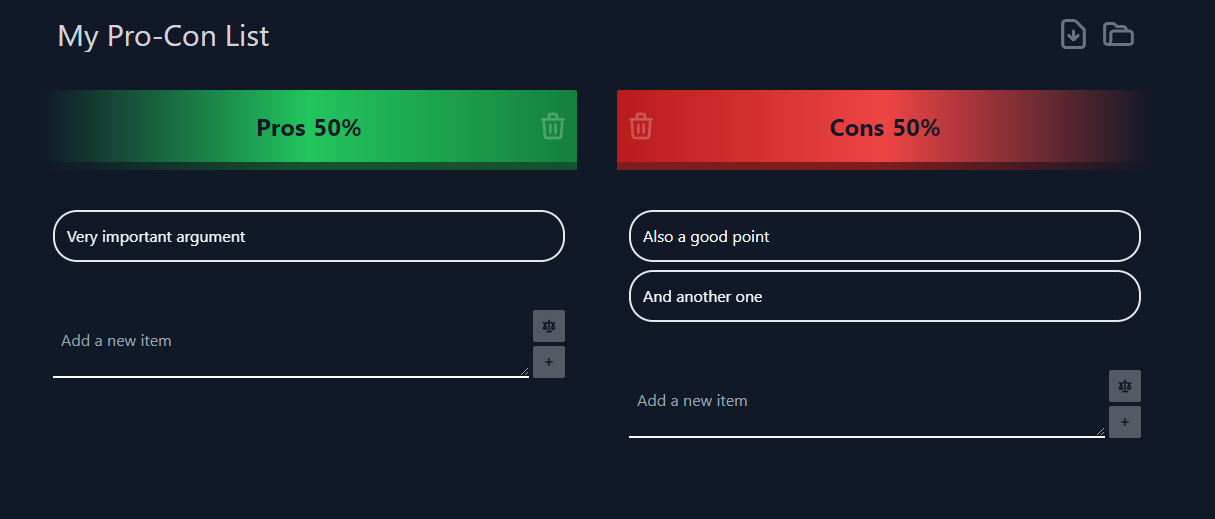 My Pro-Con List
Pros 50%
Very important argument
Add a new item
+
Cons 50%
Also a good point
And another one
Add a new item
+